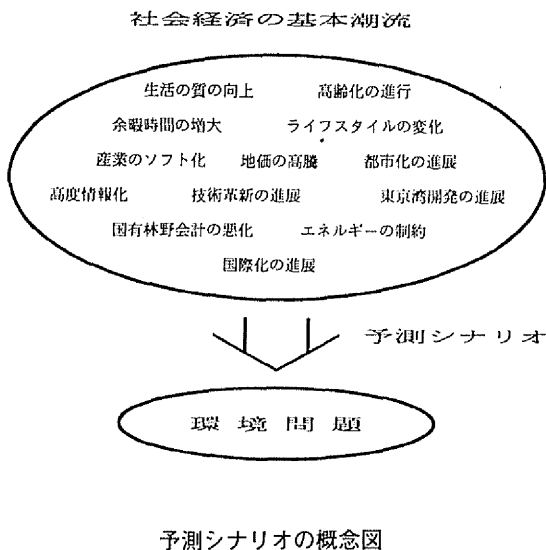 社会経済の基本潮流
生活の質の向上 高齢化の進行
余暇時間の増大 ライフスタイルの変化
産業のソフト化 地価の高騰 都市化の進展
高度情報化 技術革新の進展 東京湾開発の進展
国有林野会計の悪化 エネルギーの制約
国際化の進展
予測シナリオ
環境問題
予測シナリオの概念図